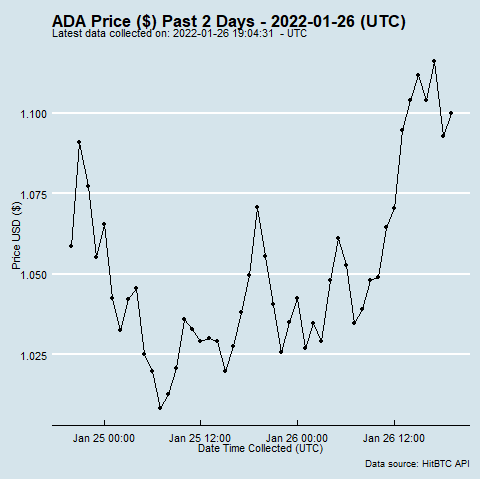 ADA Price ($) Past 2 Days - 2022-01-26 (UTC)
Latest data collected on: 2022-01-26 19:04:31 - UTC
1.100
1.075
1.050
1.025
Price USD ($)
Jan 25 00:00 Jan 25 12:00 Jan 26 00:00 Jan 26 12:00
Date Time Collected (UTC)
Data source: HitBTC API